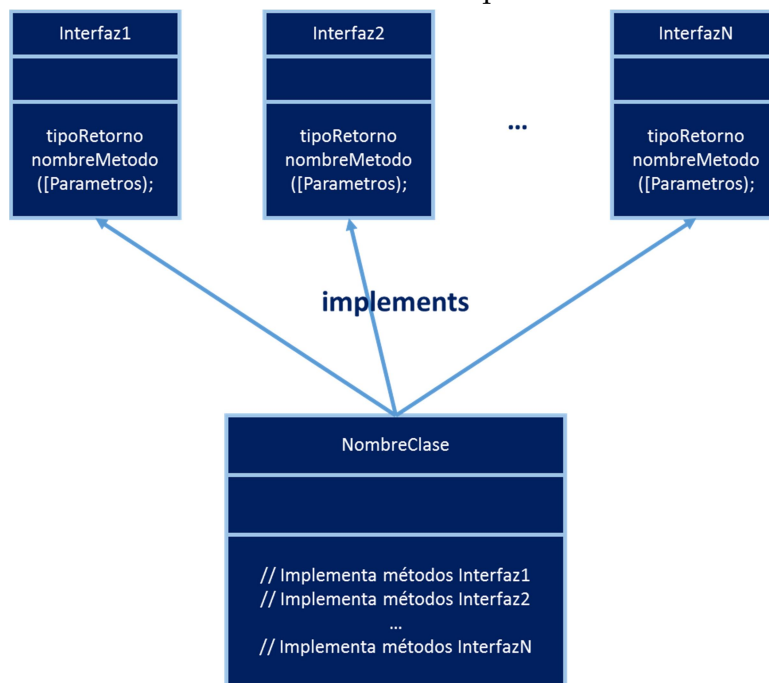 Interfaz1
tipoRetorno
nombreMetodo
([Parametros);
Interfaz2
tipoRetorno
nombreMetodo
([Parametros);
...
InterfazN
tipoRetorno
nombreMetodo
([Parametros);
implements
NombreClase
// Implementa métodos Interfaz1
// Implementa métodos Interfaz2
...
// Implementa métodos InterfazN